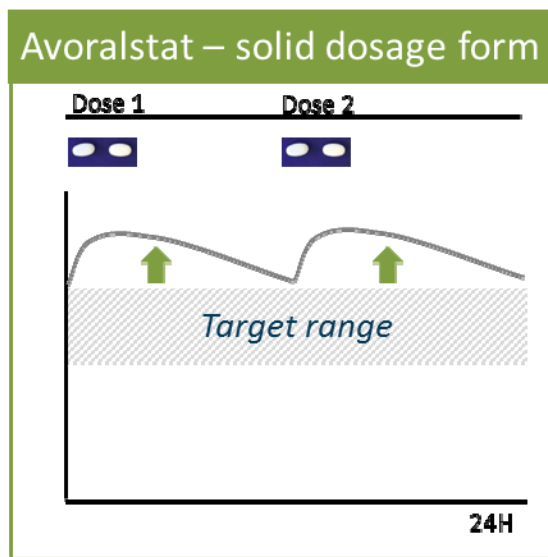 Avoralstat – solid dosage form
Dose 1 Dose 2
Target range
24H